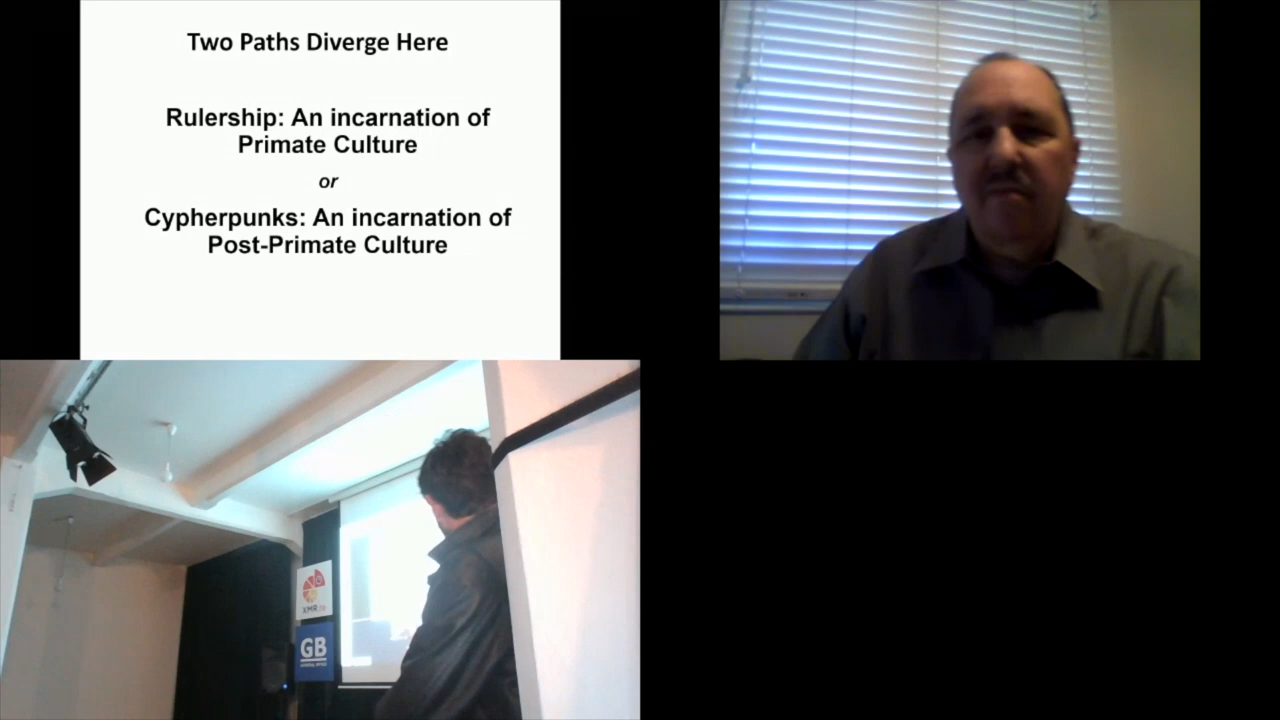 Two Paths Diverge Here
Rulership: An incarnation of
Primate Culture
or
Cypherpunks: An incarnation of
Post-Primate Culture
XMR
GB